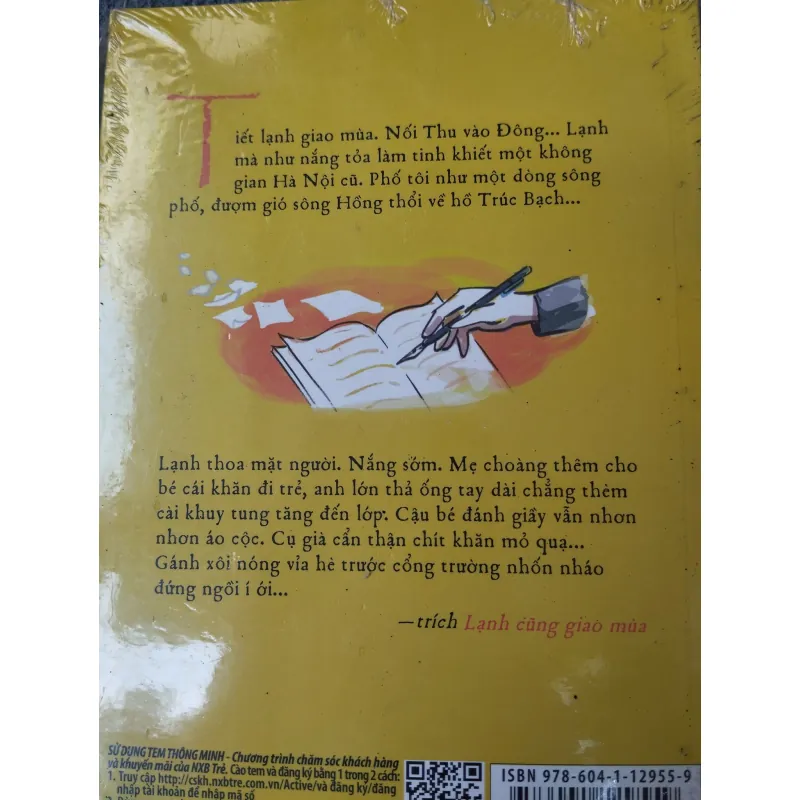 Tiết lạnh giao mùa. Nối Thu vào Đông... Lạnh
mà như nắng tỏa làm tinh khiết một không
gian Hà Nội cũ. Phố tôi như một dòng sông
phố, đượm gió sông Hồng thổi về hồ Trúc Bạch...
Lạnh thoa mặt người. Nắng sớm. Mẹ choàng thêm cho
bé cái khăn đi trẻ, anh lớn thả ống tay dài chẳng thèm
cài khuy tung tăng đến lớp. Cậu bé đánh giầy vẫn nhơn
nhơn áo cộc. Cụ già cẩn thận chít khăn mỏ quạ...
Gánh xôi nóng vỉa hè trước cổng trường nhốn nháo
đứng ngồi í ới...
—trích Lạnh cũng giao mùa
SỬ DỤNG TEM THÔNG MINH - Chương trình chăm sóc khách hàng
và khuyến mãi của NXB Trẻ. Cào tem và đăng ký bằng 1 trong 2 cách:
1. Truy cập http://cskh.nxbtre.com.vn/Active/và đăng ký/đăng
nhập tài khoản để nhập mã số
ISBN 978-604-1-12955-9